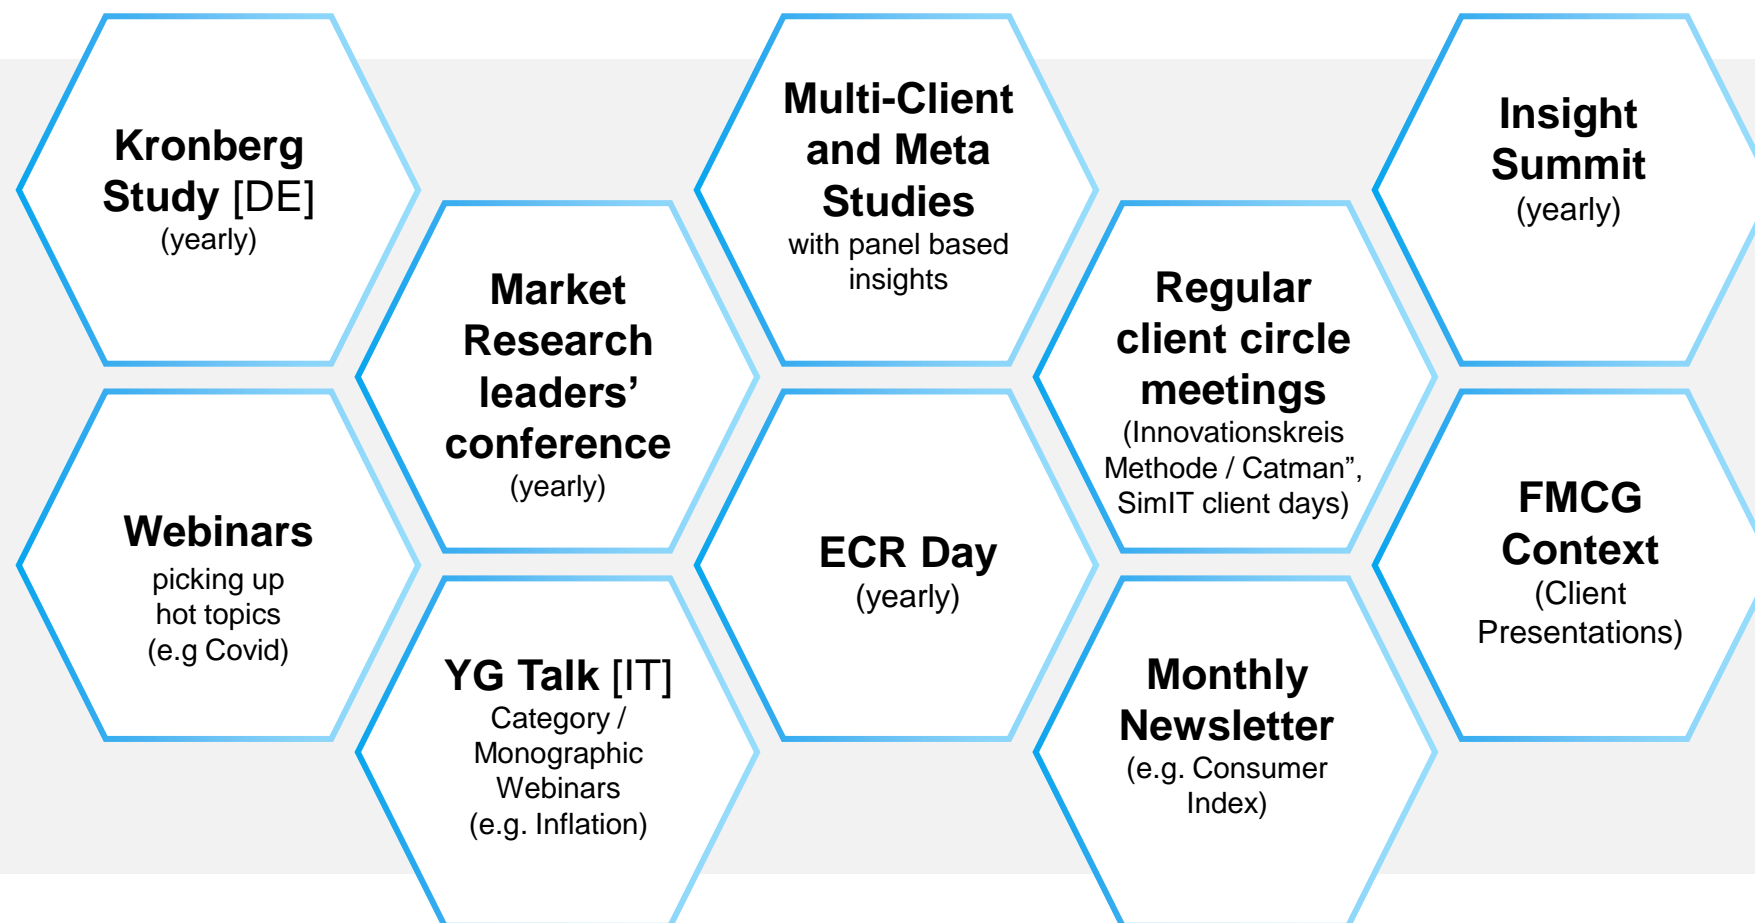 Kronberg
Study [DE]
(yearly)
Webinars
picking up
hot topics
(e.g Covid)
Market
Research
leaders’
conference
(yearly)
YG Talk [IT]
Category /
Monographic
Webinars
(e.g. Inflation)
Multi-Client
and Meta
Studies
with panel based
insights
ECR Day
(yearly)
Regular
client circle
meetings
(Innovationskreis
Methode / Catman”,
SimIT client days)
Monthly
Newsletter
(e.g. Consumer
Index)
Insight
Summit
(yearly)
FMCG
Context
(Client
Presentations)